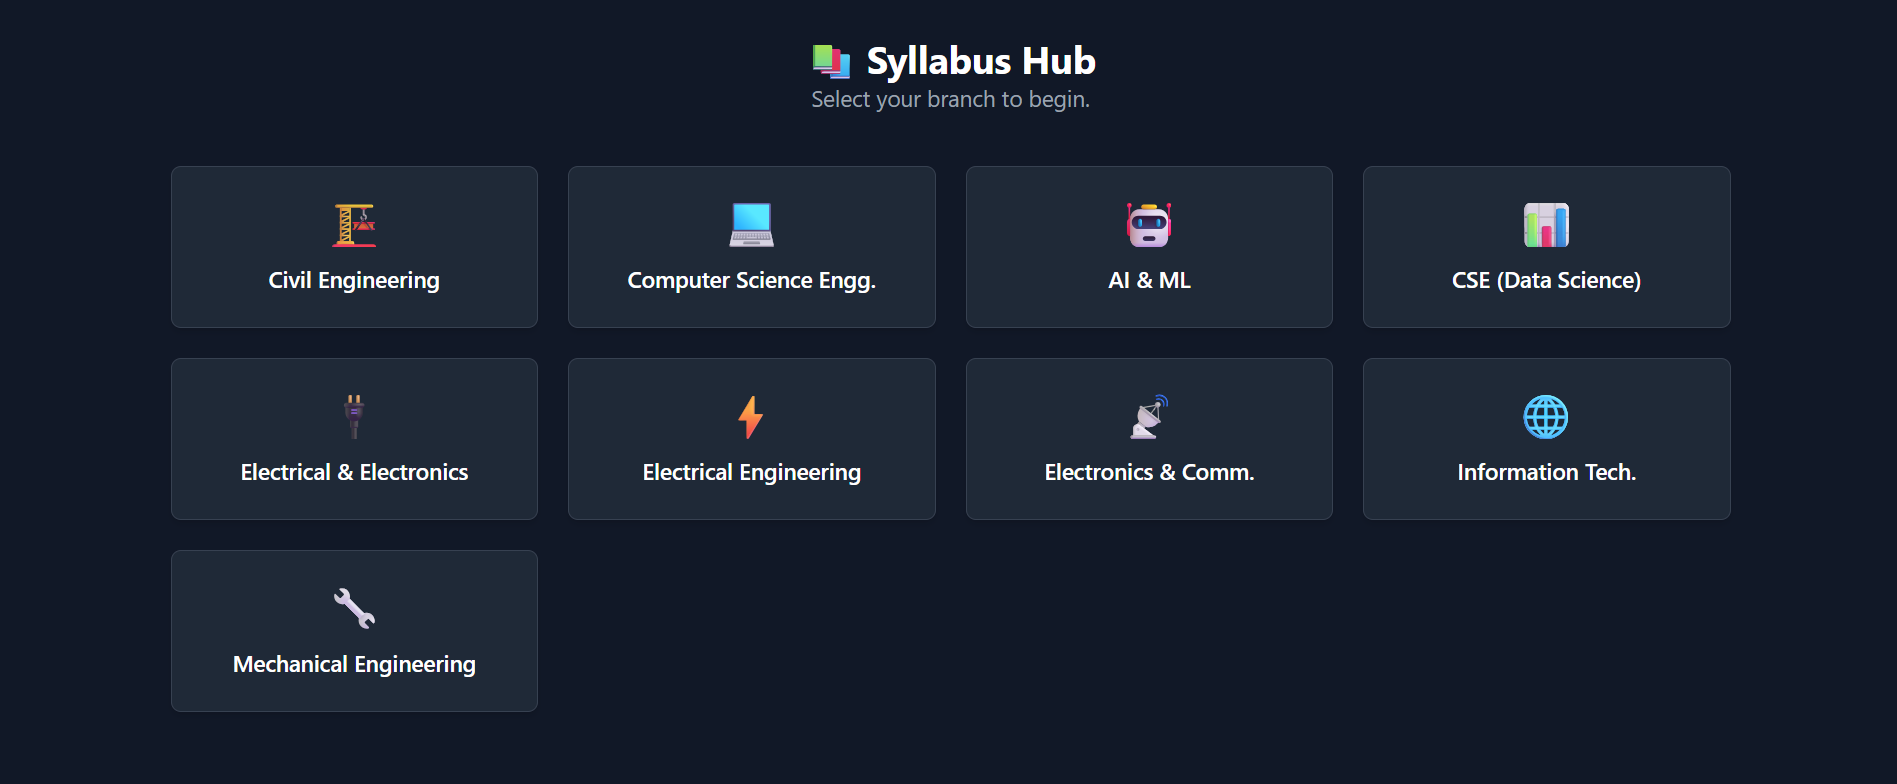 Syllabus Hub
Select your branch to begin.
Civil Engineering
Computer Science Engg.
AI & ML
CSE (Data Science)
Electrical & Electronics
Electrical Engineering
Electronics & Comm.
Information Tech.
Mechanical Engineering